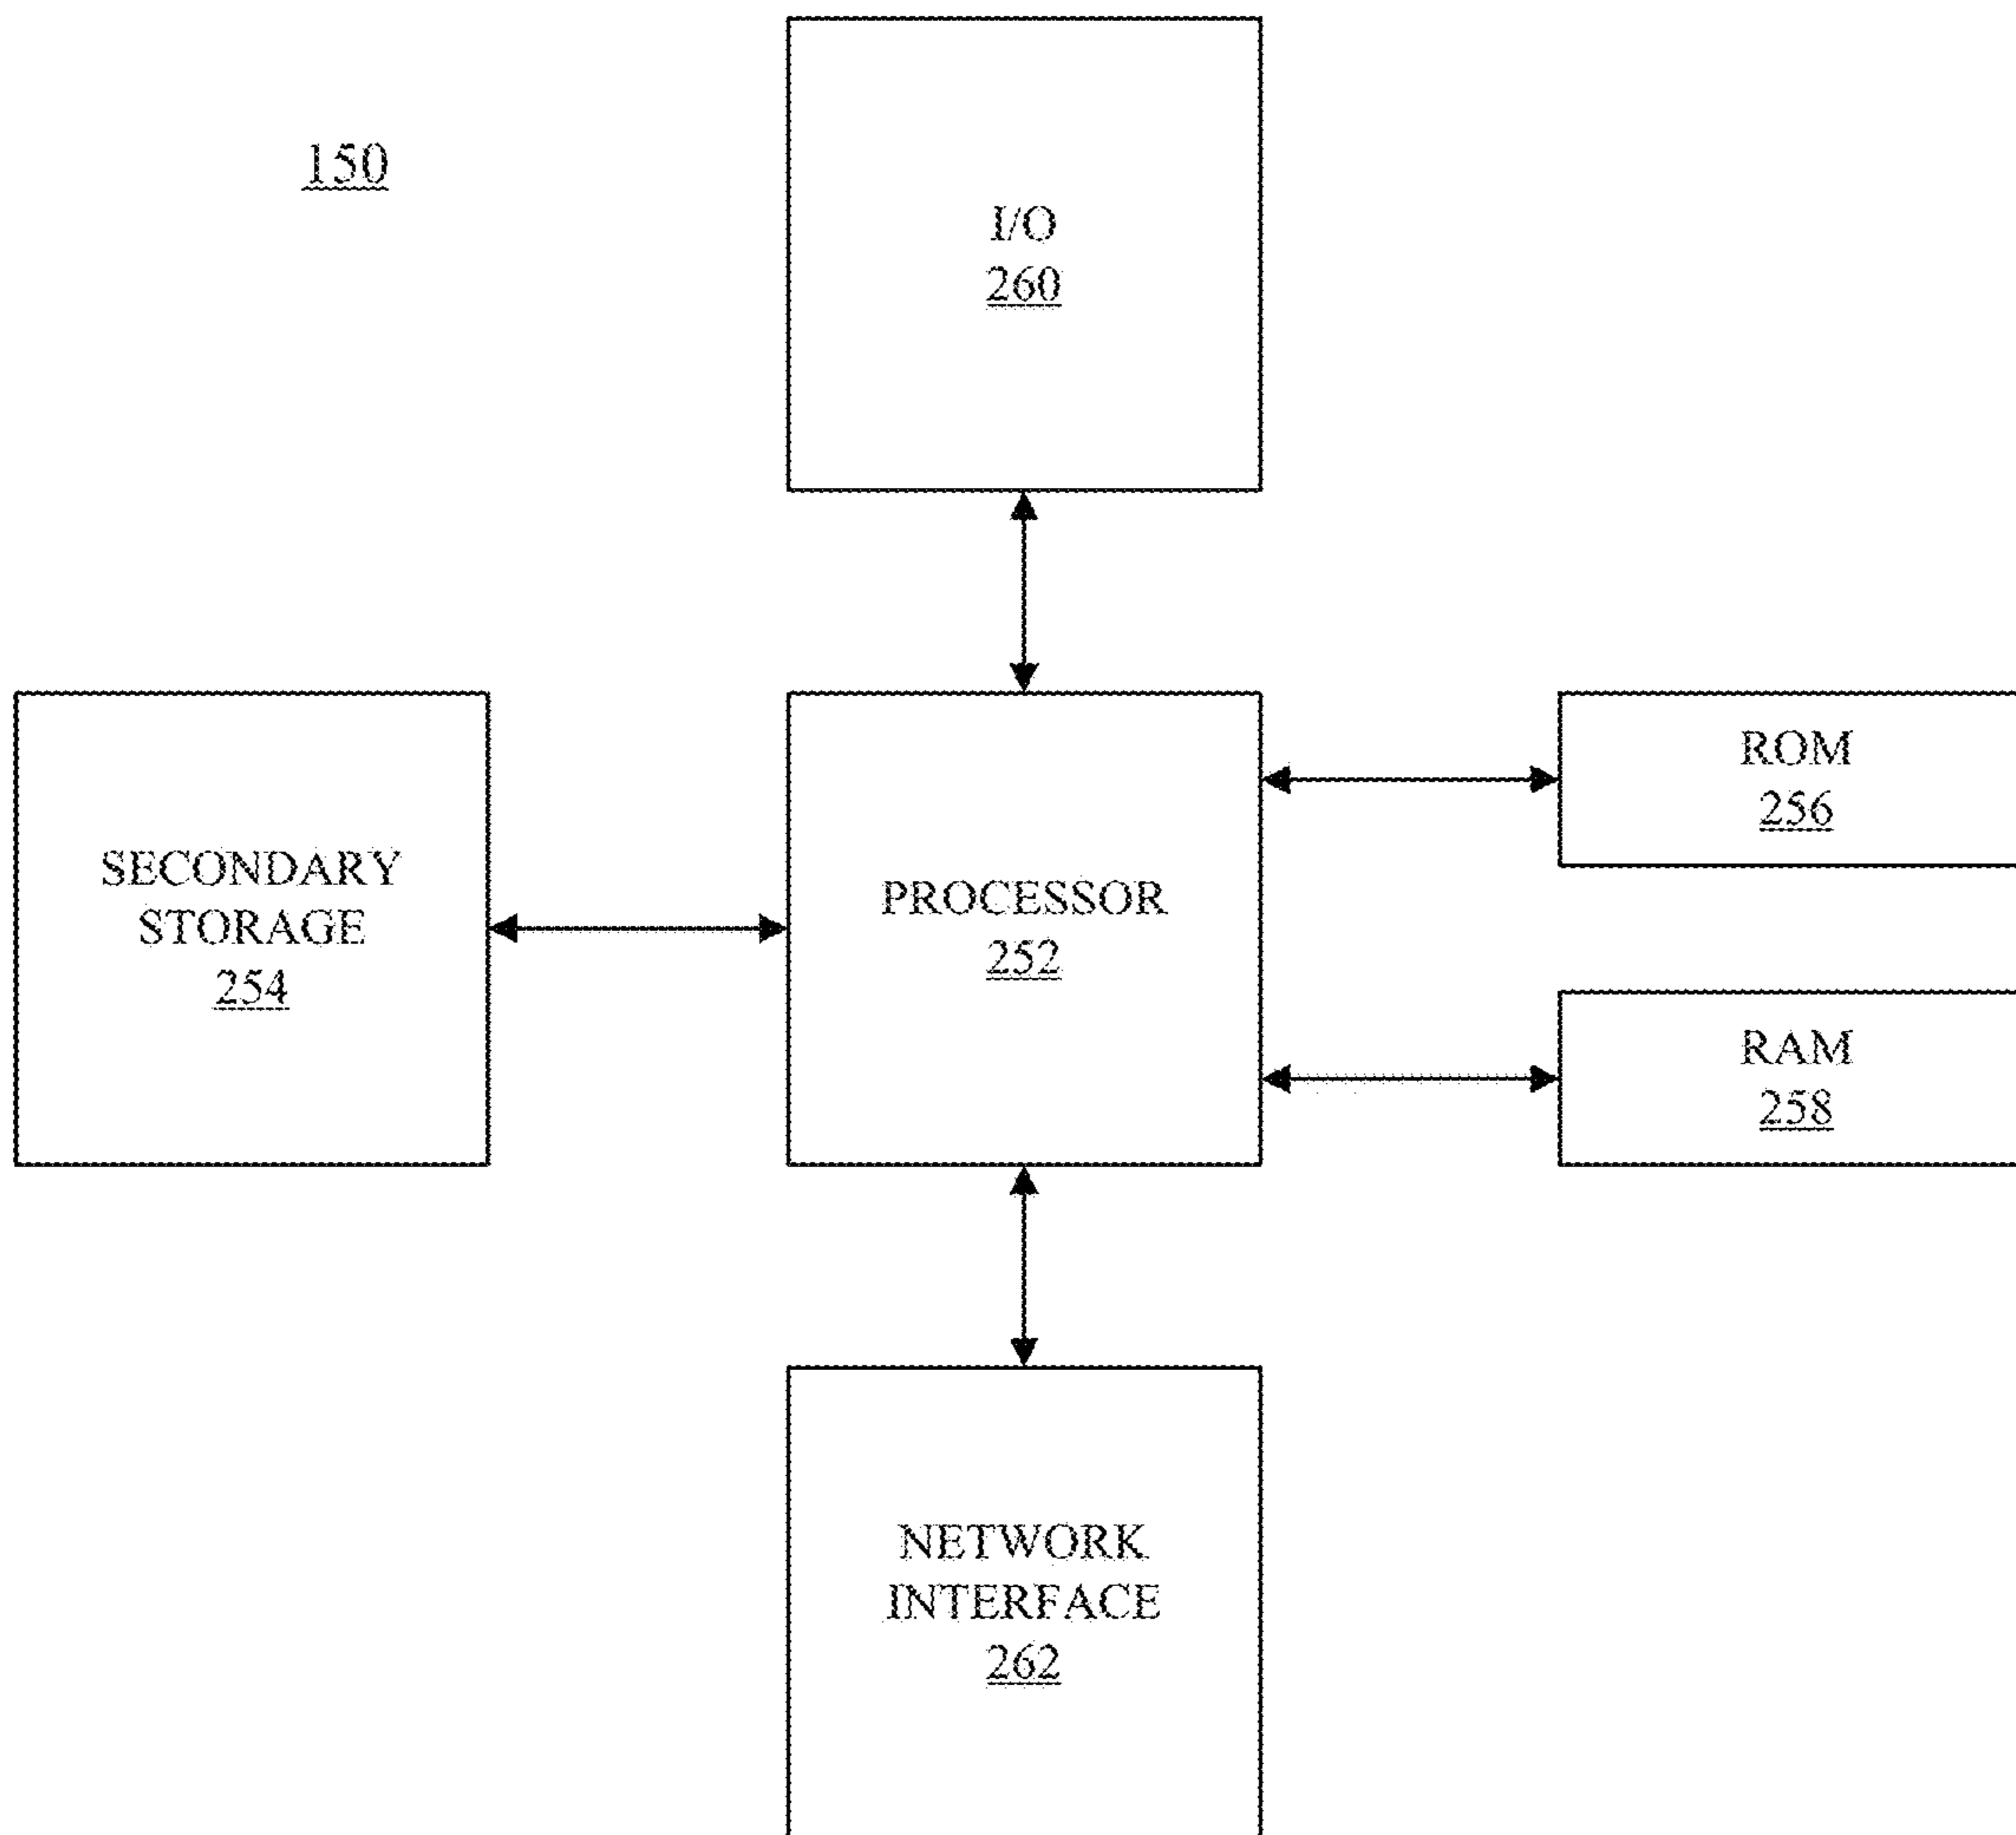 150
I/O
260
SECONDARY
STORAGE
254
PROCESSOR
252
ROM
256
RAM
258
NETWORK
INTERFACE
262